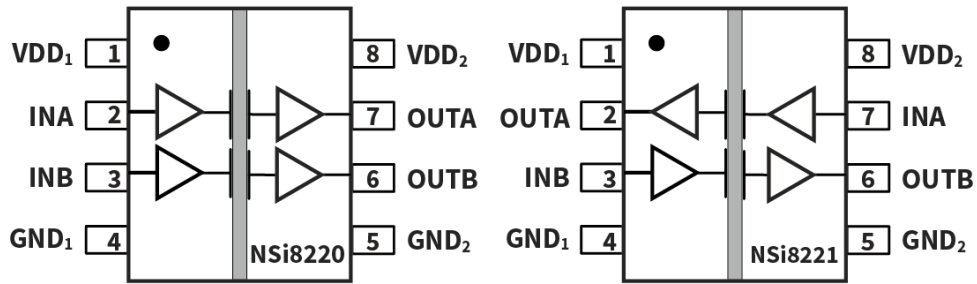 VDD₁ 1 8 VDD₂
INA 2 7 OUTA
INB 3 6 OUTB
GND₁ 4 5 GND₂
NSi8220
VDD₁ 1 8 VDD₂
OUTA 2 7 INA
INB 3 6 OUTB
GND₁ 4 5 GND₂
NSi8221